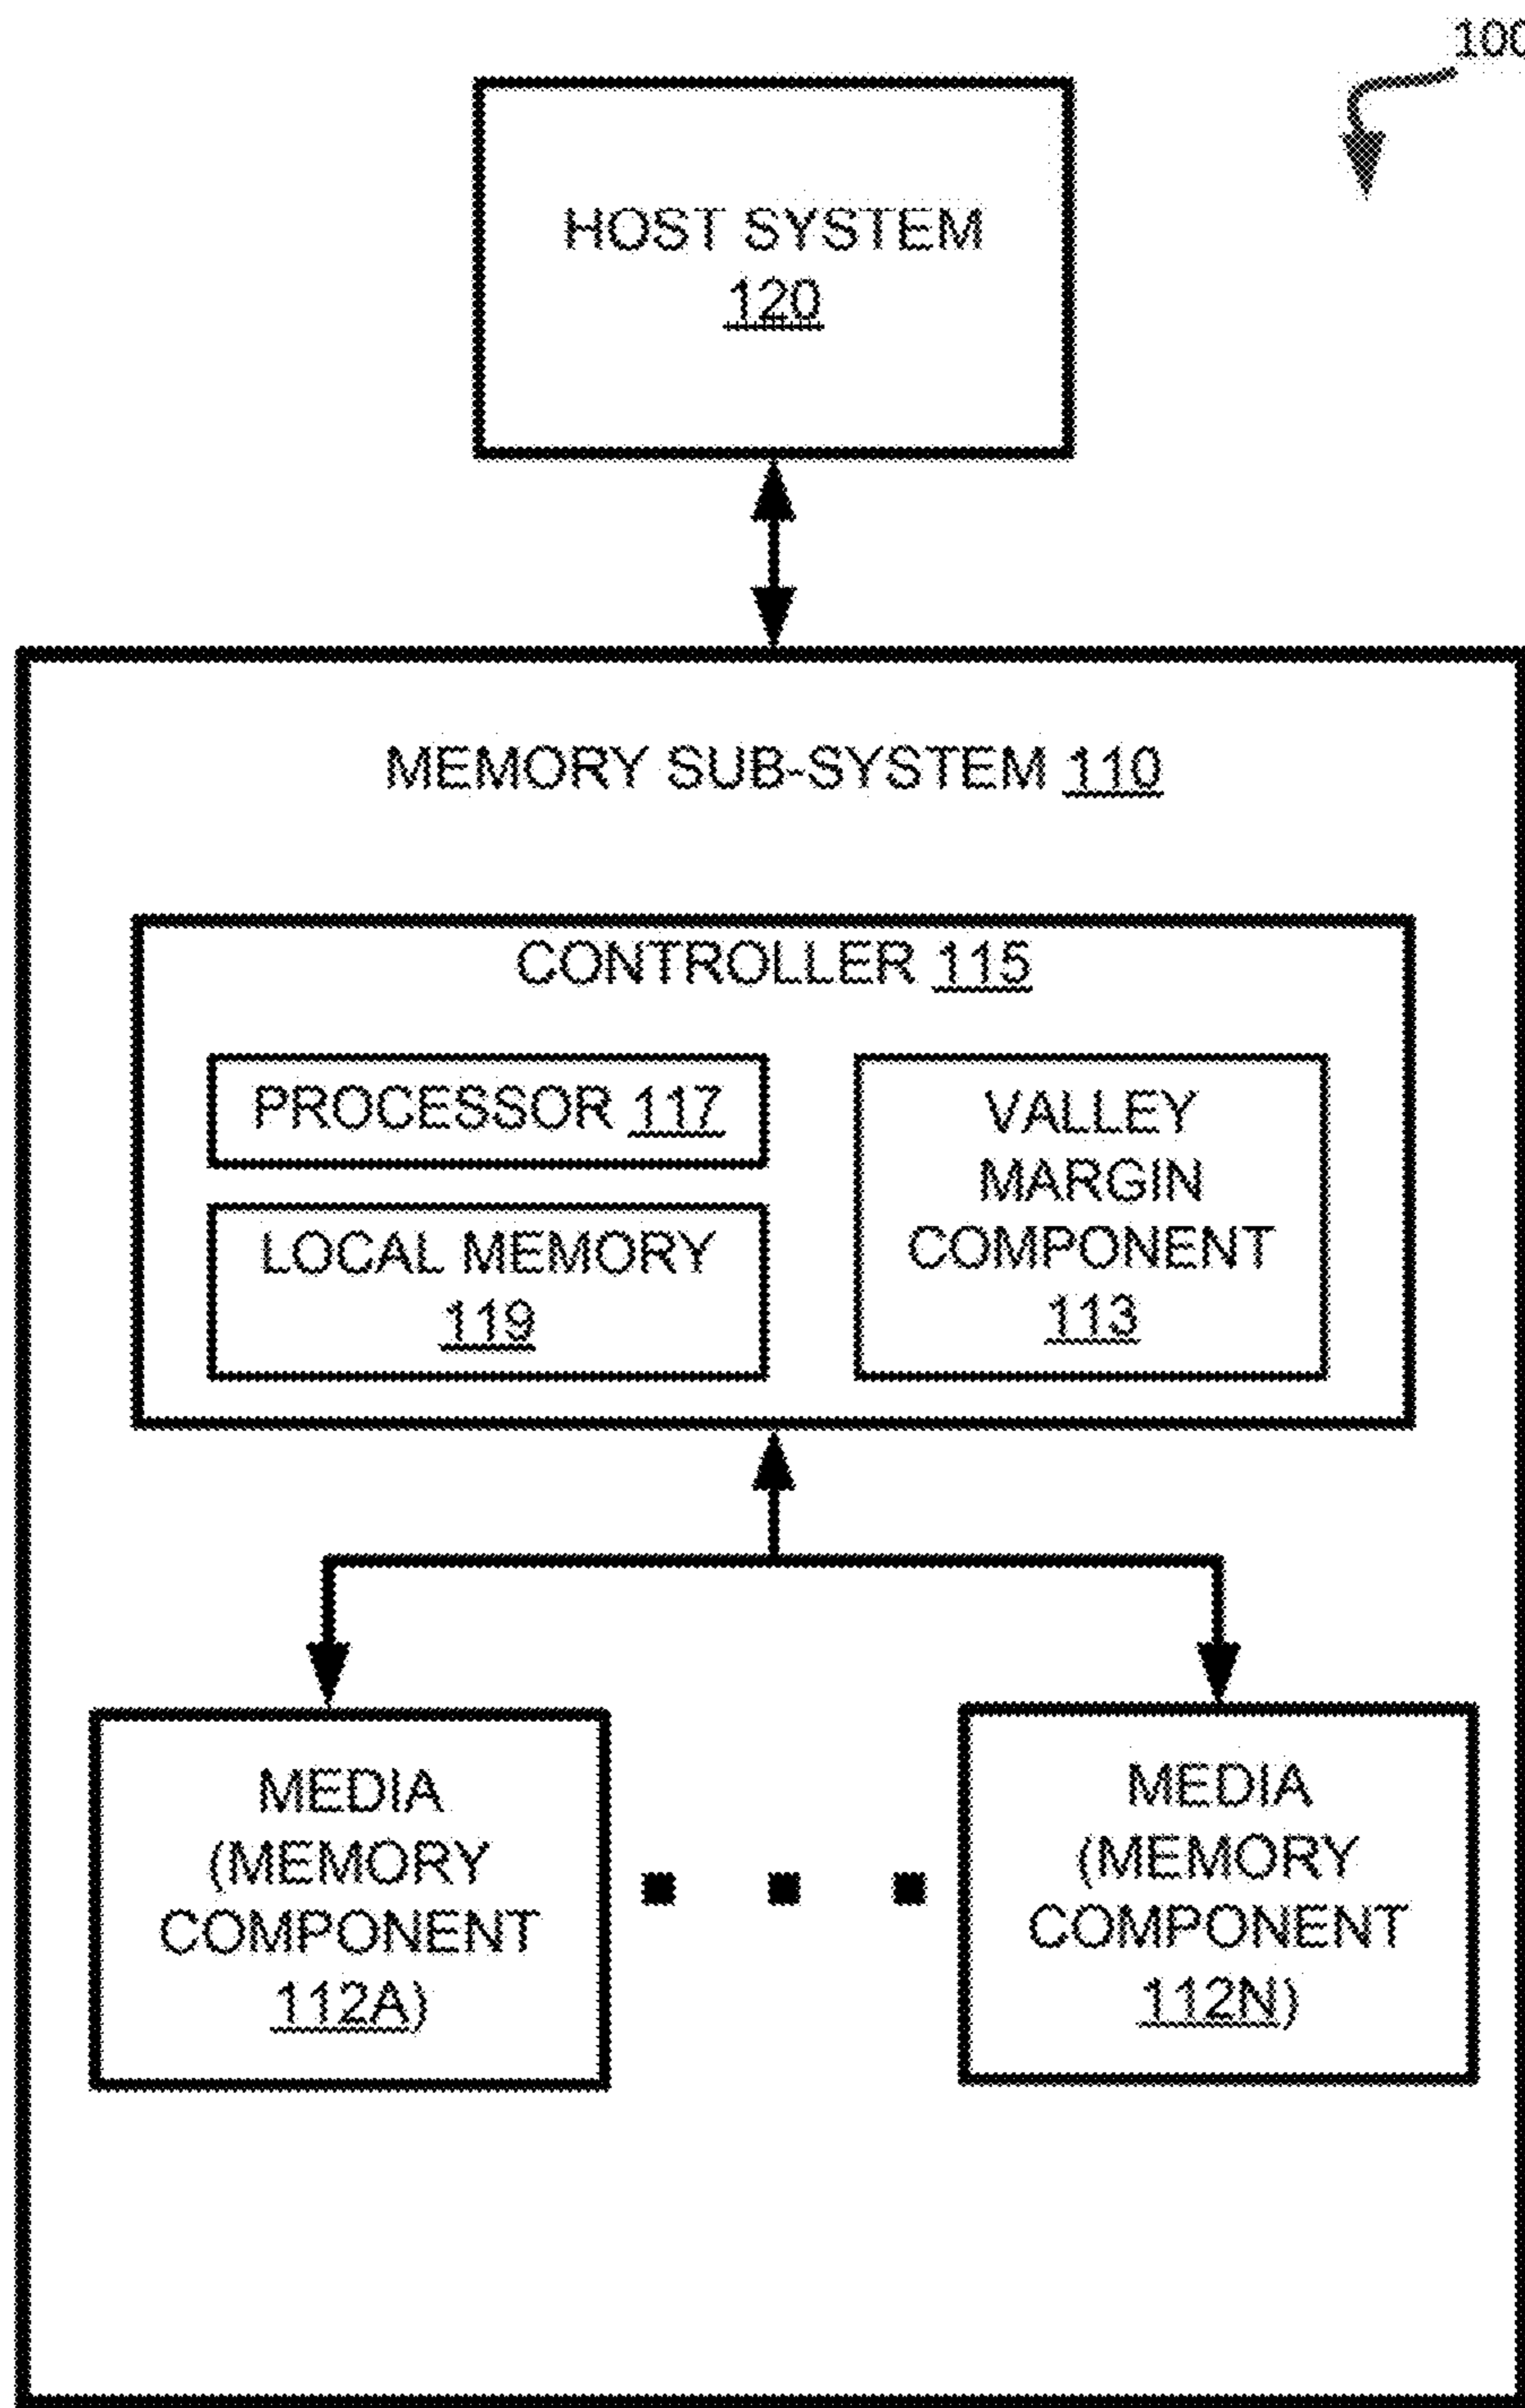 100
HOST SYSTEM
120
MEMORY SUB-SYSTEM 110
CONTROLLER 115
PROCESSOR 117
LOCAL MEMORY
119
VALLEY
MARGIN
COMPONENT
113
MEDIA
(MEMORY
COMPONENT
112A)
MEDIA
(MEMORY
COMPONENT
112N)